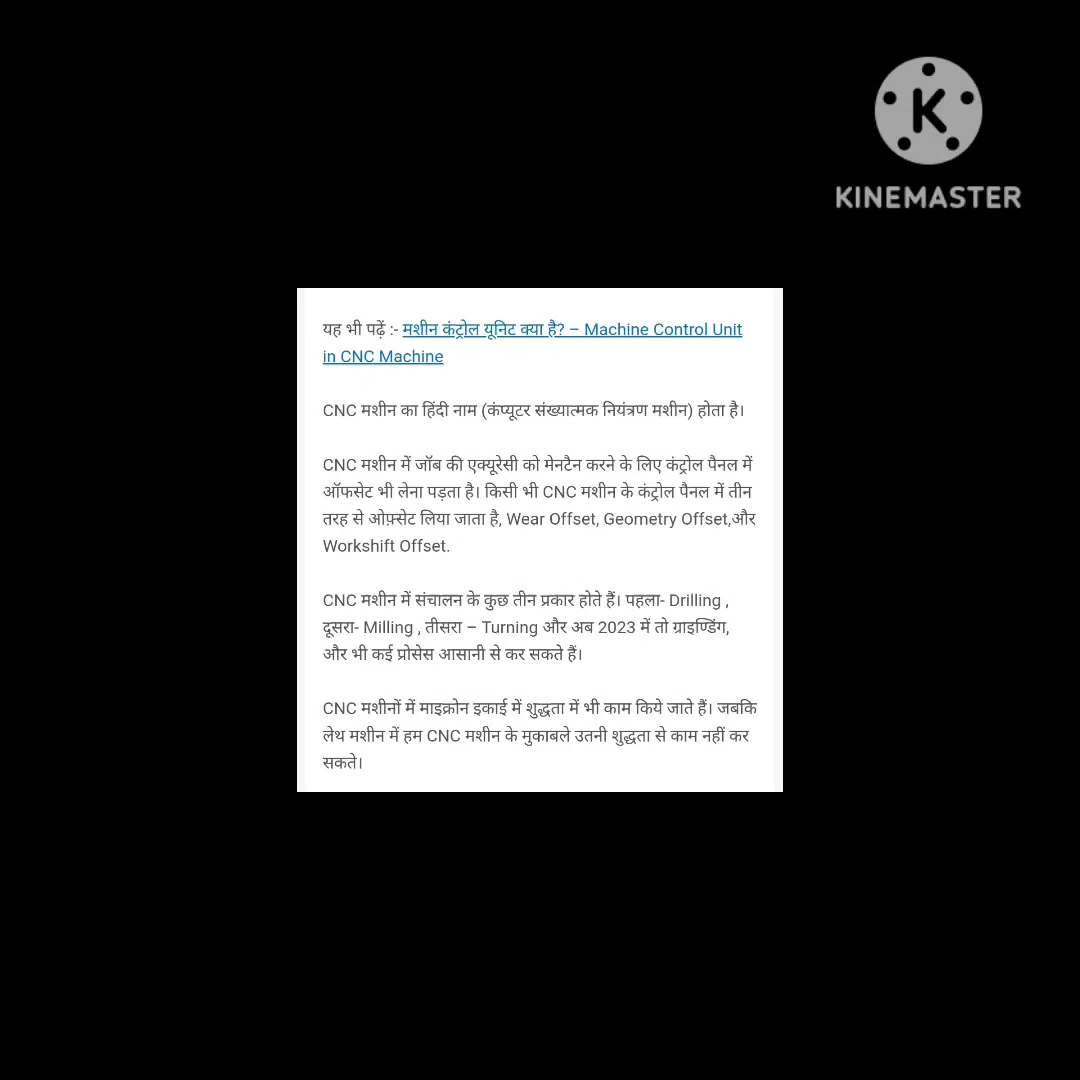 KINEMASTER
यह भी पढ़ें :- मशीन कंट्रोल यूनिट क्या है? – Machine Control Unit
in CNC Machine
CNC मशीन का हिंदी नाम (कंप्यूटर संख्यात्मक नियंत्रण मशीन) होता है।
CNC मशीन में जॉब की एक्यूरेसी को मेनटैन करने के लिए कंट्रोल पैनल में
ऑफसेट भी लेना पड़ता है। किसी भी CNC मशीन के कंट्रोल पैनल में तीन
तरह से ओफ़्सेट लिया जाता है, Wear Offset, Geometry Offset,और
Workshift Offset.
CNC मशीन में संचालन के कुछ तीन प्रकार होते हैं। पहला- Drilling ,
दूसरा- Milling , तीसरा – Turning और अब 2023 में तो ग्राइण्डिंग,
और भी कई प्रोसेस आसानी से कर सकते हैं।
CNC मशीनों में माइक्रोन इकाई में शुद्धता में भी काम किये जाते हैं। जबकि
लेथ मशीन में हम CNC मशीन के मुकाबले उतनी शुद्धता से काम नहीं कर
सकते।